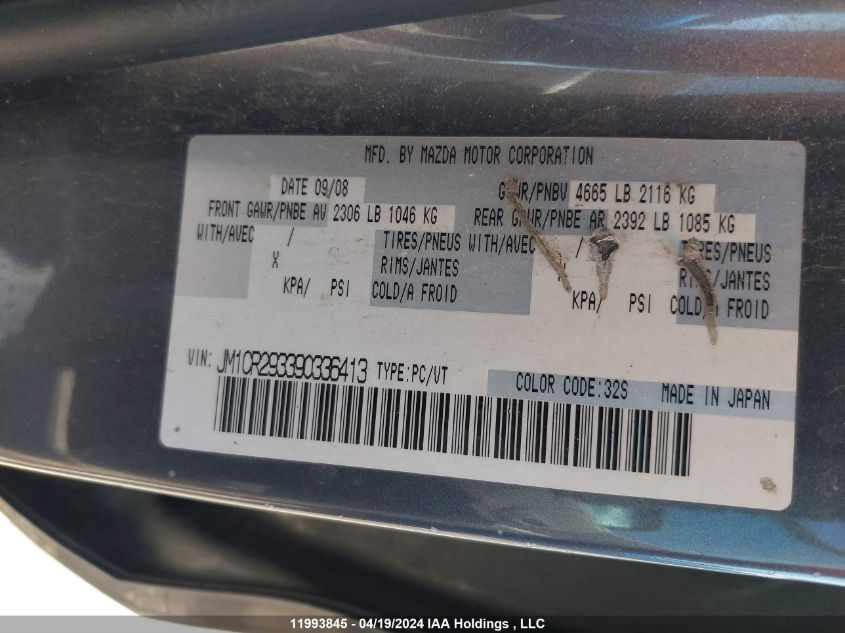 MFD. BY MAZDA MOTOR CORPORATION
DATE 09/08 GVWR/PNBV 4665 LB 2116 KG
FRONT GAWR/PNBE AV 2306 LB 1046 KG REAR GAWR/PNBE AR 2392 LB 1085 KG
WITH/AVEC / TIRES/PNEUS WITH/AVEC / TIRES/PNEUS
X RIMS/JANTES RIMS/JANTES
KPA/ PSI COLD/A FROID KPA/ PSI COLD/A FROID
VIN: JM1CR293390336413 TYPE:PC/VT
COLOR CODE:32S MADE IN JAPAN
11993845 - 04/19/2024 IAA Holdings , LLC